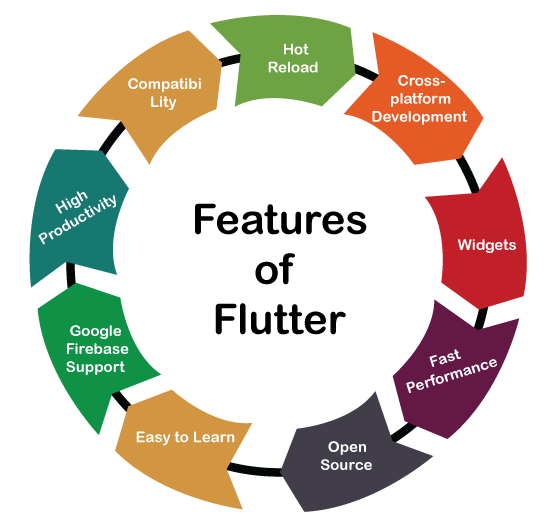 Hot
Reload
Cross-
platform
Development
Widgets
Fast
Performance
Open
Source
Easy to Learn
Google
Firebase
Support
High
Productivity
Compatibi
Lity
Features
of
Flutter